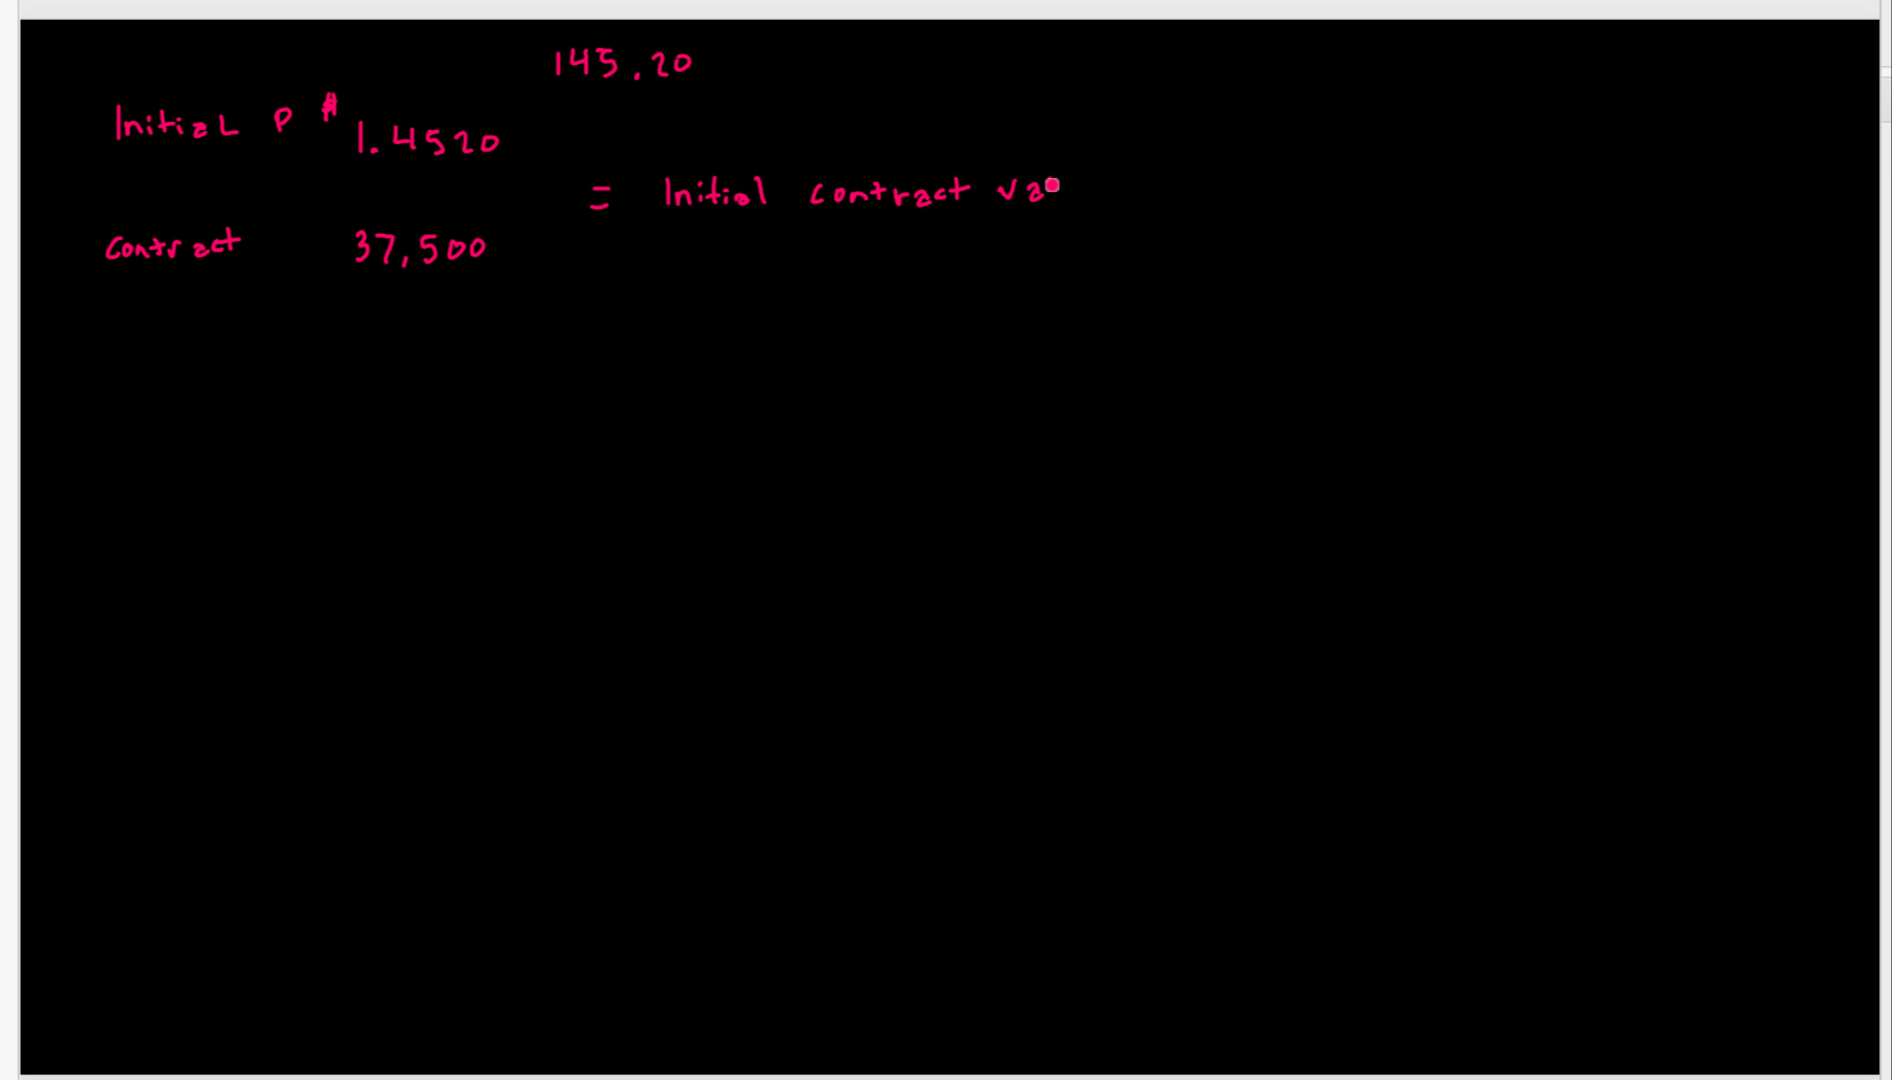 145.20
Initial P $ 1.4520
= Initial contract va
Contract 37,500